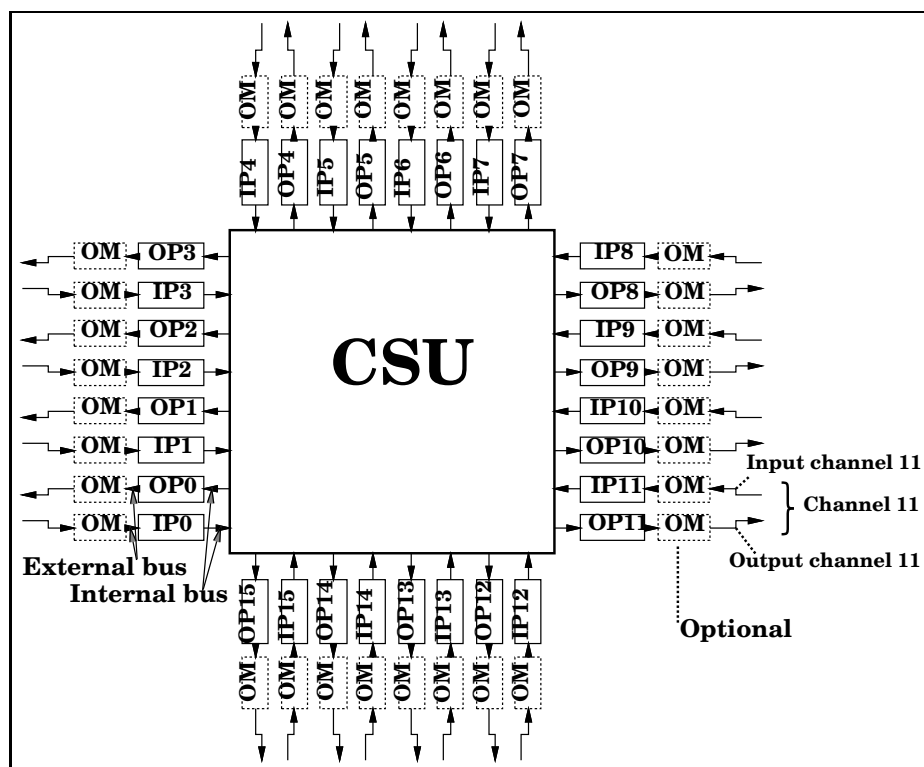 OM OM OM OM OM OM OM OM
IP4 OP4 IP5 OP5 IP6 OP6 IP7 OP7
OM OP3 IP8 OM
OM IP3 OP8 OM
OM OP2 IP9 OM
CSU
OM IP2 OP9 OM
OM OP1 IP10 OM
OM IP1 OP10 OM
OM OP0 IP11 OM
Input channel 11
Channel 11
OM IP0 OP11 OM
Output channel 11
External bus
Internal bus
OP15 IP15 OP14 IP14 OP13 IP13 OP12 IP12
Optional
OM OM OM OM OM OM OM OM